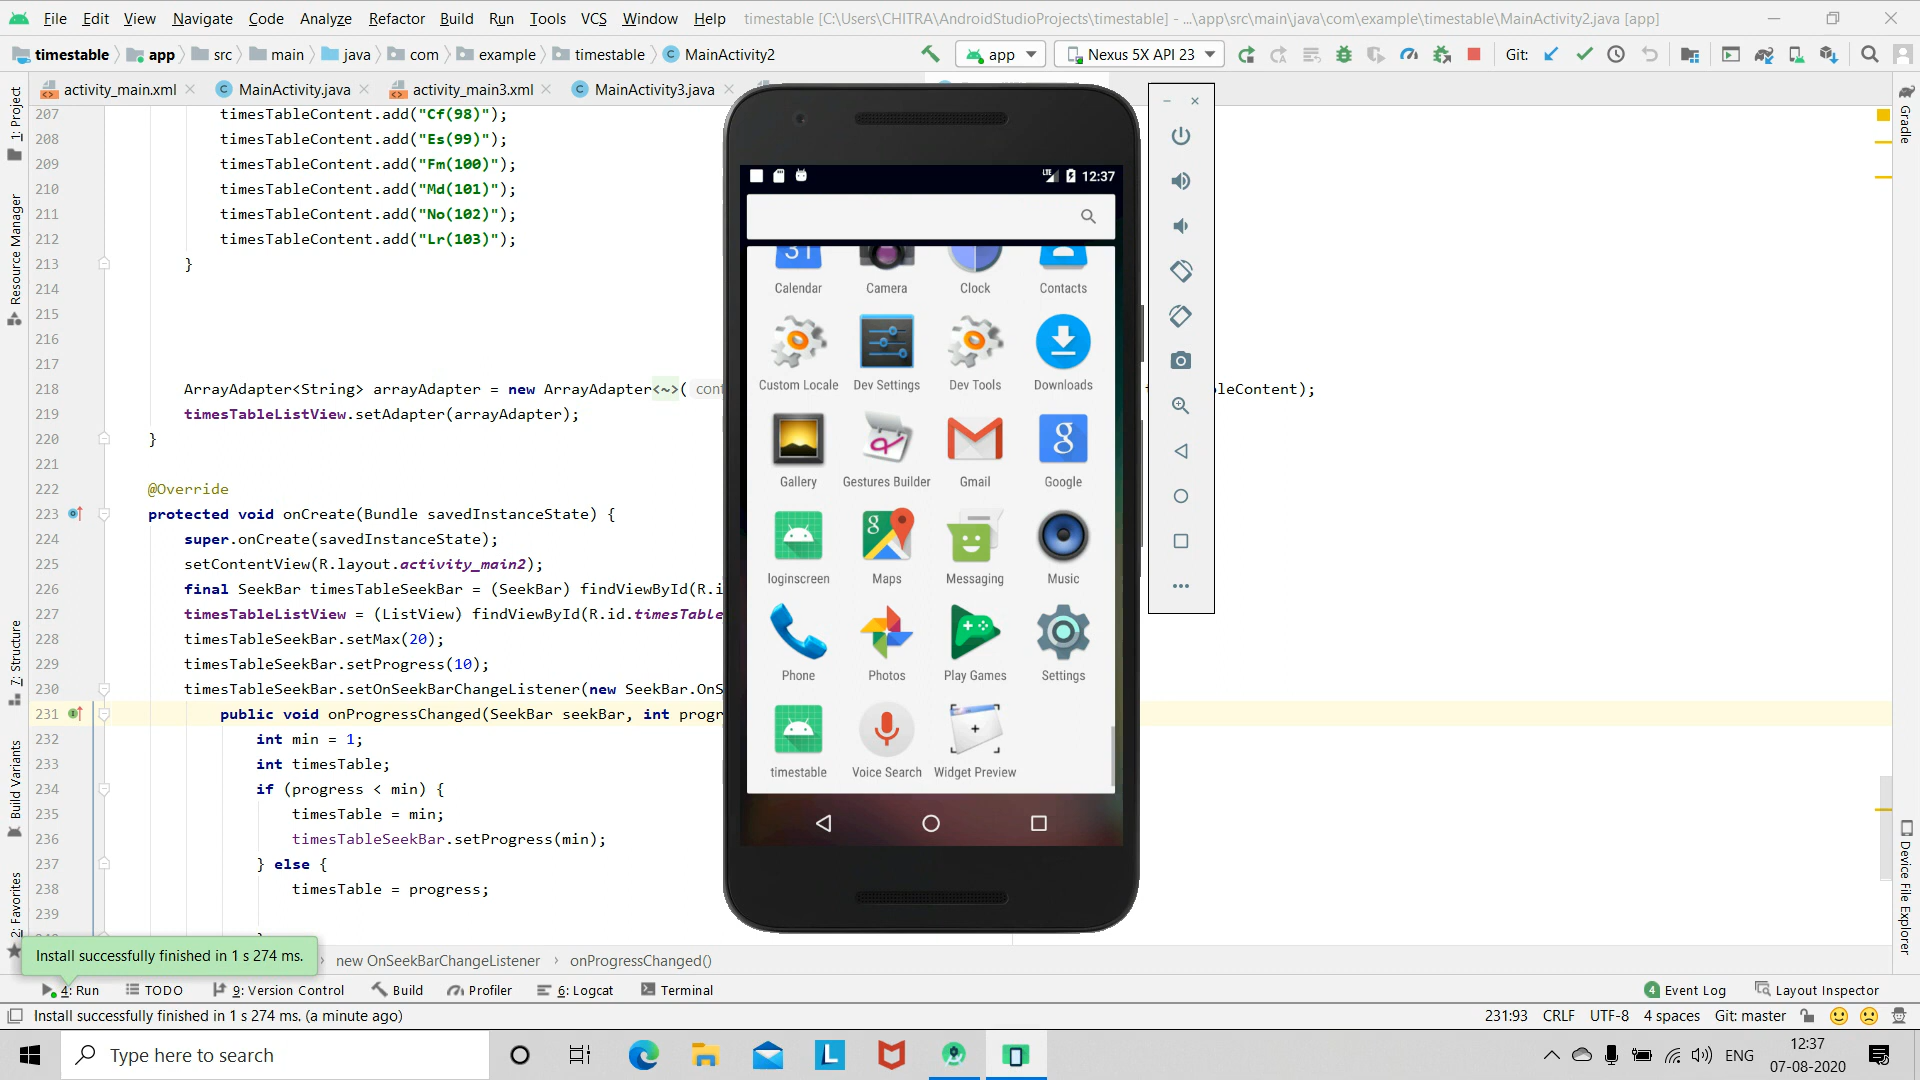 File Edit View Navigate Code Analyze Refactor Build Run Tools VCS Window Help timestable [C:\Users\CHITRA\AndroidStudioProjects\timestable] - ...\app\src\main\java\com\example\timestable\MainActivity2.java [app]
timestable app src main java com example timestable MainActivity2 app Nexus 5X API 23 Git:
activity_main.xml MainActivity.java activity_main3.xml MainActivity3.java
1: Project
Resource Manager
7: Structure
Build Variants
2: Favorites
207 timesTableContent.add("Cf(98)");
208 timesTableContent.add("Es(99)");
209 timesTableContent.add("Fm(100)");
210 timesTableContent.add("Md(101)");
211 timesTableContent.add("No(102)");
212 timesTableContent.add("Lr(103)");
213 }
214
215
216
217
218 ArrayAdapter<String> arrayAdapter = new ArrayAdapter<~>( leContent);
219 timesTableListView.setAdapter(arrayAdapter);
220 }
221
222 @Override
223 protected void onCreate(Bundle savedInstanceState) {
224 super.onCreate(savedInstanceState);
225 setContentView(R.layout.activity_main2);
226 final SeekBar timesTableSeekBar = (SeekBar) findViewById(R.i
227 timesTableListView = (ListView) findViewById(R.id.timesTable
228 timesTableSeekBar.setMax(20);
229 timesTableSeekBar.setProgress(10);
230 timesTableSeekBar.setOnSeekBarChangeListener(new SeekBar.OnS
231 public void onProgressChanged(SeekBar seekBar, int progr
232 int min = 1;
233 int timesTable;
234 if (progress < min) {
235 timesTable = min;
236 timesTableSeekBar.setProgress(min);
237 } else {
238 timesTable = progress;
239
LTE 12:37
31
Calendar Camera Clock Contacts
Custom Locale Dev Settings Dev Tools Downloads
Gallery Gestures Builder Gmail Google
loginscreen Maps Messaging Music
Phone Photos Play Games Settings
timestable Voice Search Widget Preview
Gradle
Device File Explorer
Install successfully finished in 1 s 274 ms.
new OnSeekBarChangeListener onProgressChanged()
4: Run TODO 9: Version Control Build Profiler 6: Logcat Terminal 4 Event Log Layout Inspector
Install successfully finished in 1 s 274 ms. (a minute ago) 231:93 CRLF UTF-8 4 spaces Git: master
Type here to search
L
ENG
12:37
07-08-2020